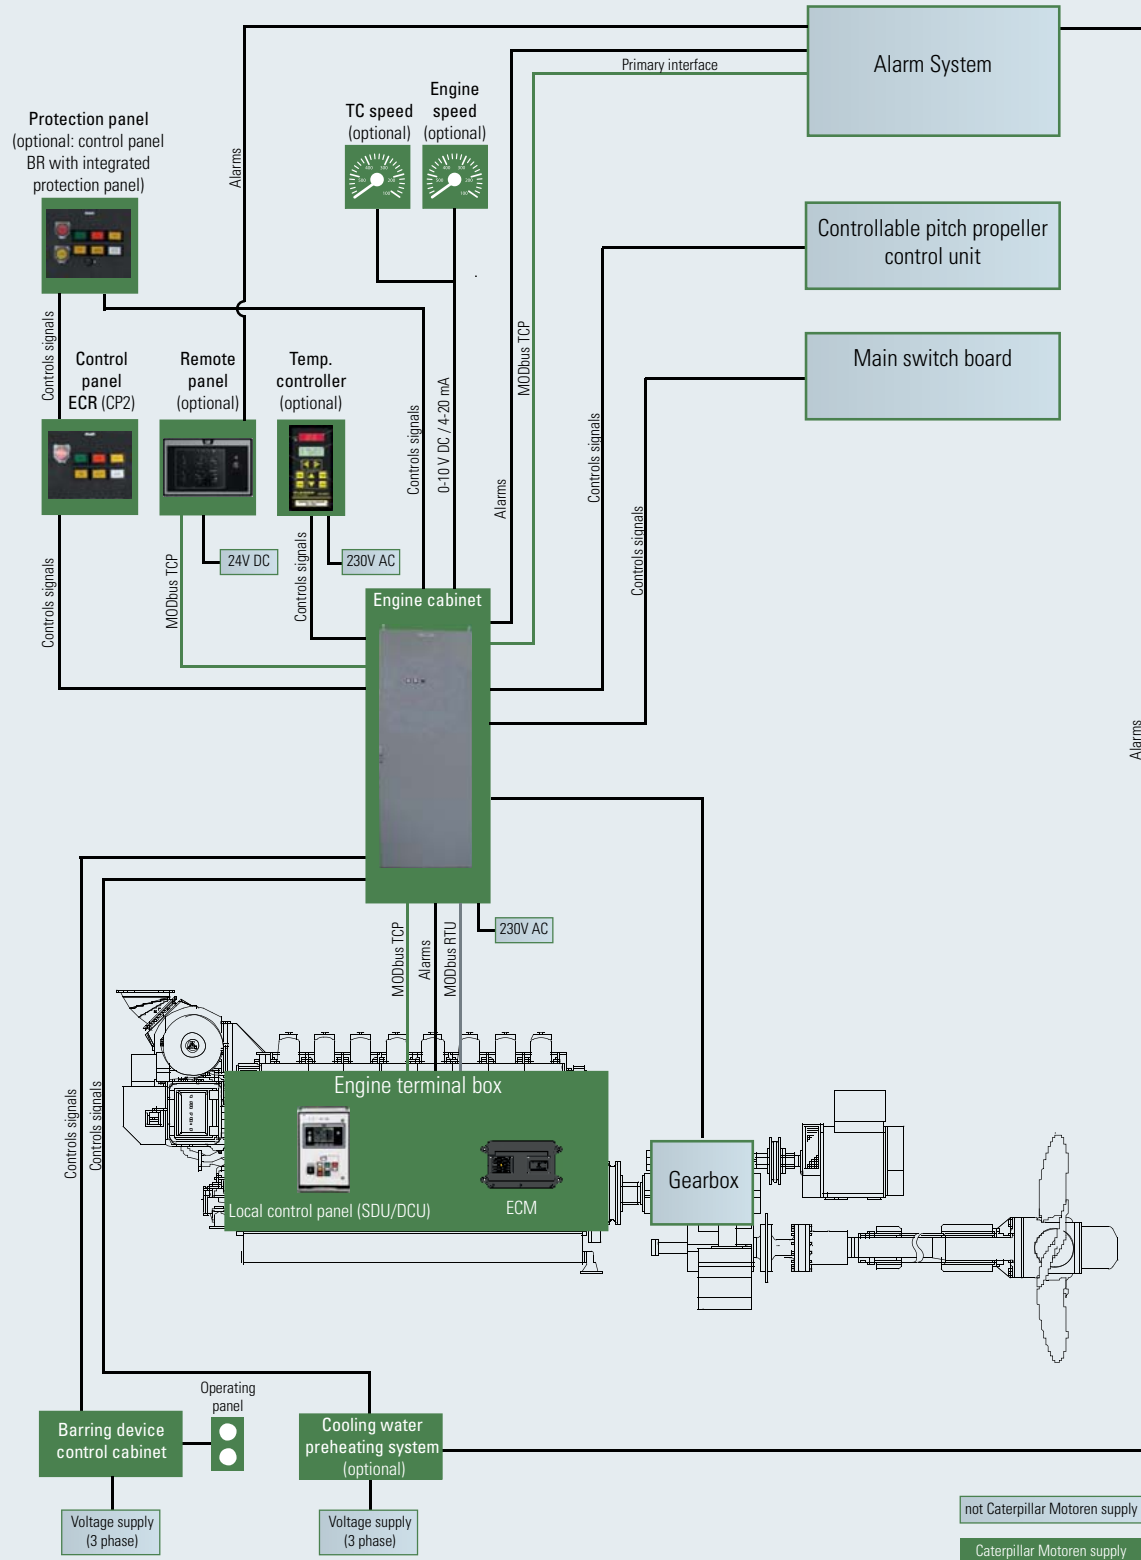 Alarm System
Primary interface
Engine
speed
(optional)
TC speed
(optional)
Protection panel
(optional: control panel
BR with integrated
protection panel)
Alarms
Controllable pitch propeller
control unit
Main switch board
MODbus TCP
Controls signals
Control
panel
ECR (CP2)
Remote
panel
(optional)
Temp.
controller
(optional)
Controls signals
0-10 V DC / 4-20 mA
Alarms
Controls signals
Controls signals
24V DC
230V AC
Controls signals
MODbus TCP
Controls signals
Engine cabinet
Alarms
230V AC
MODbus TCP
Alarms
MODbus RTU
Controls signals
Controls signals
Engine terminal box
Local control panel (SDU/DCU)
ECM
Gearbox
Operating
panel
Barring device
control cabinet
Cooling water
preheating system
(optional)
Voltage supply
(3 phase)
Voltage supply
(3 phase)
not Caterpillar Motoren supply
Caterpillar Motoren supply